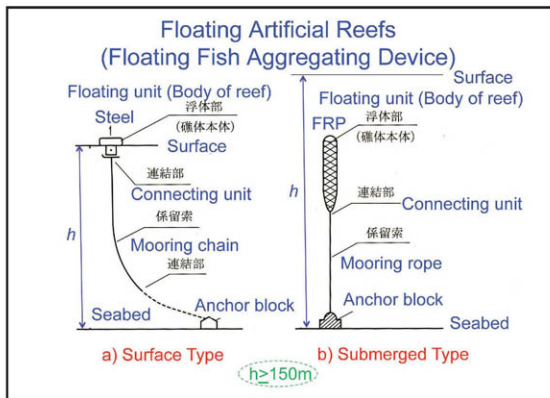 Floating Artificial Reefs
(Floating Fish Aggregating Device)
Floating unit (Body of reef)
Steel
浮体部
(礁体本体)
Surface
連結部
Connecting unit
h
係留索
Mooring chain
連結部
Anchor block
Seabed
a) Surface Type
Surface
Floating unit (Body of reef)
FRP
浮体部
(礁体本体)
h
連結部
Connecting unit
係留索
Mooring rope
Anchor block
Seabed
b) Submerged Type
h≥150m